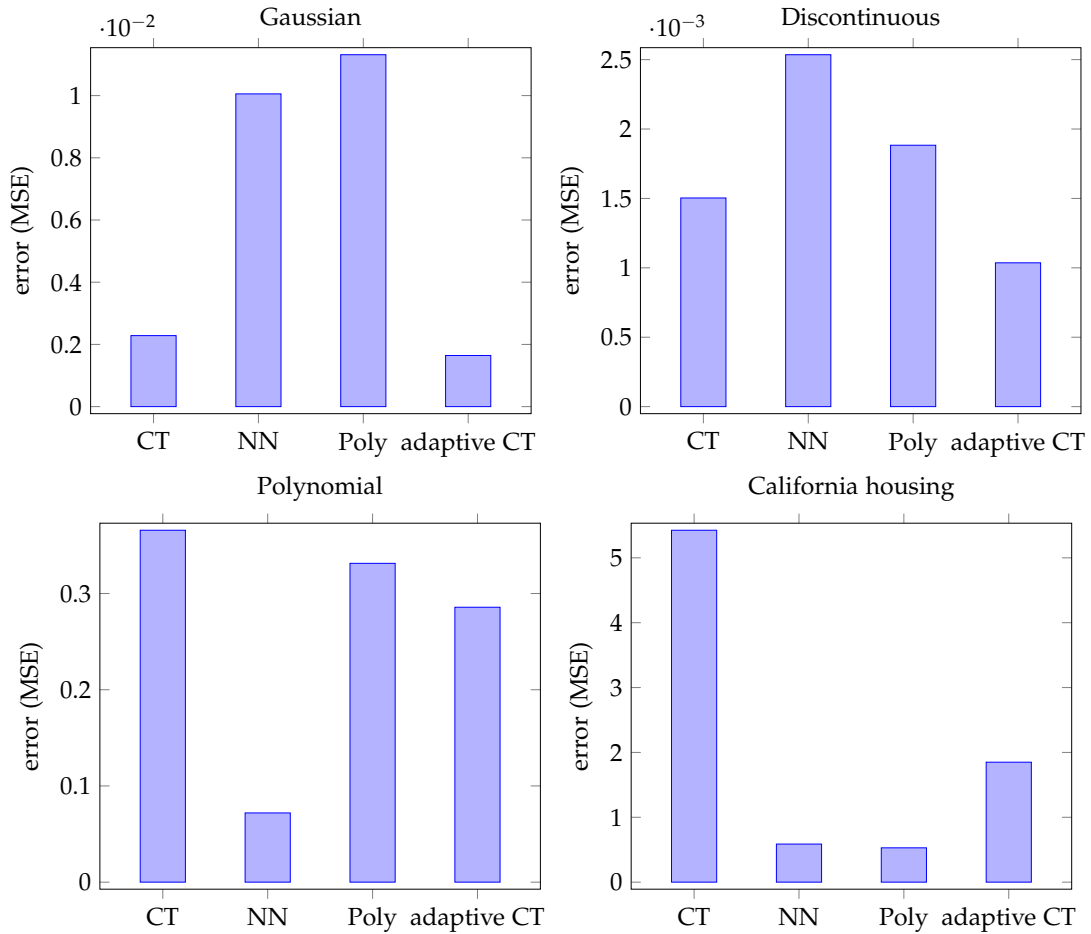 Gaussian
·10⁻²
1
0.8
0.6
0.4
0.2
0
error (MSE)
CT NN Poly adaptive CT
Discontinuous
·10⁻³
2.5
2
1.5
1
0.5
0
error (MSE)
CT NN Poly adaptive CT
Polynomial
0.3
0.2
0.1
0
error (MSE)
CT NN Poly adaptive CT
California housing
5
4
3
2
1
0
error (MSE)
CT NN Poly adaptive CT